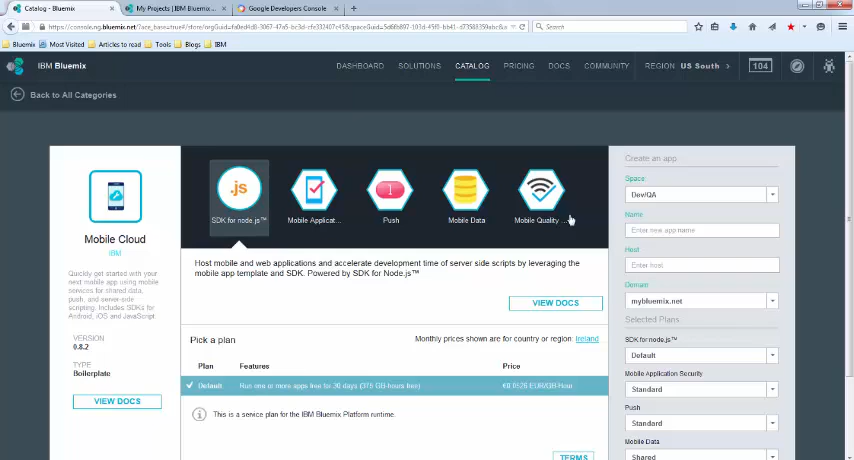 Catalog - Bluemix
My Projects | IBM Bluemix ...
Google Developers Console
Search
Bluemix
Most Visited
Articles to read
Tools
Blogs
IBM
IBM Bluemix
DASHBOARD
SOLUTIONS
CATALOG
PRICING
DOCS
COMMUNITY
REGION US South
104
Back to All Categories
Mobile Cloud
IBM
Quickly get started with your
next mobile app using mobile
services for shared data,
push, and server-side
scripting. Includes SDKs for
Android, iOS and JavaScript
VERSION
0.8.2
TYPE
Boilerplate
VIEW DOCS
.js
SDK for node.js™
Mobile Applicat...
1
Push
Mobile Data
Mobile Quality ...
Host mobile and web applications and accelerate development time of server side scripts by leveraging the
mobile app template and SDK. Powered by SDK for Node.js™
VIEW DOCS
Pick a plan
Monthly prices shown are for country or region: Ireland
Plan
Features
Price
Default
Run one or more apps free for 30 days (375 GB-hours free)
€0.0526 EUR/GB-Hour
This is a service plan for the IBM Bluemix Platform runtime.
TERMS
Create an app
Space
Dev/QA
Name
Enter new app name
Host
Enter host
Domain
mybluemix.net
Selected Plans
SDK for node.js™
Default
Mobile Application Security
Standard
Push
Standard
Mobile Data
Shared